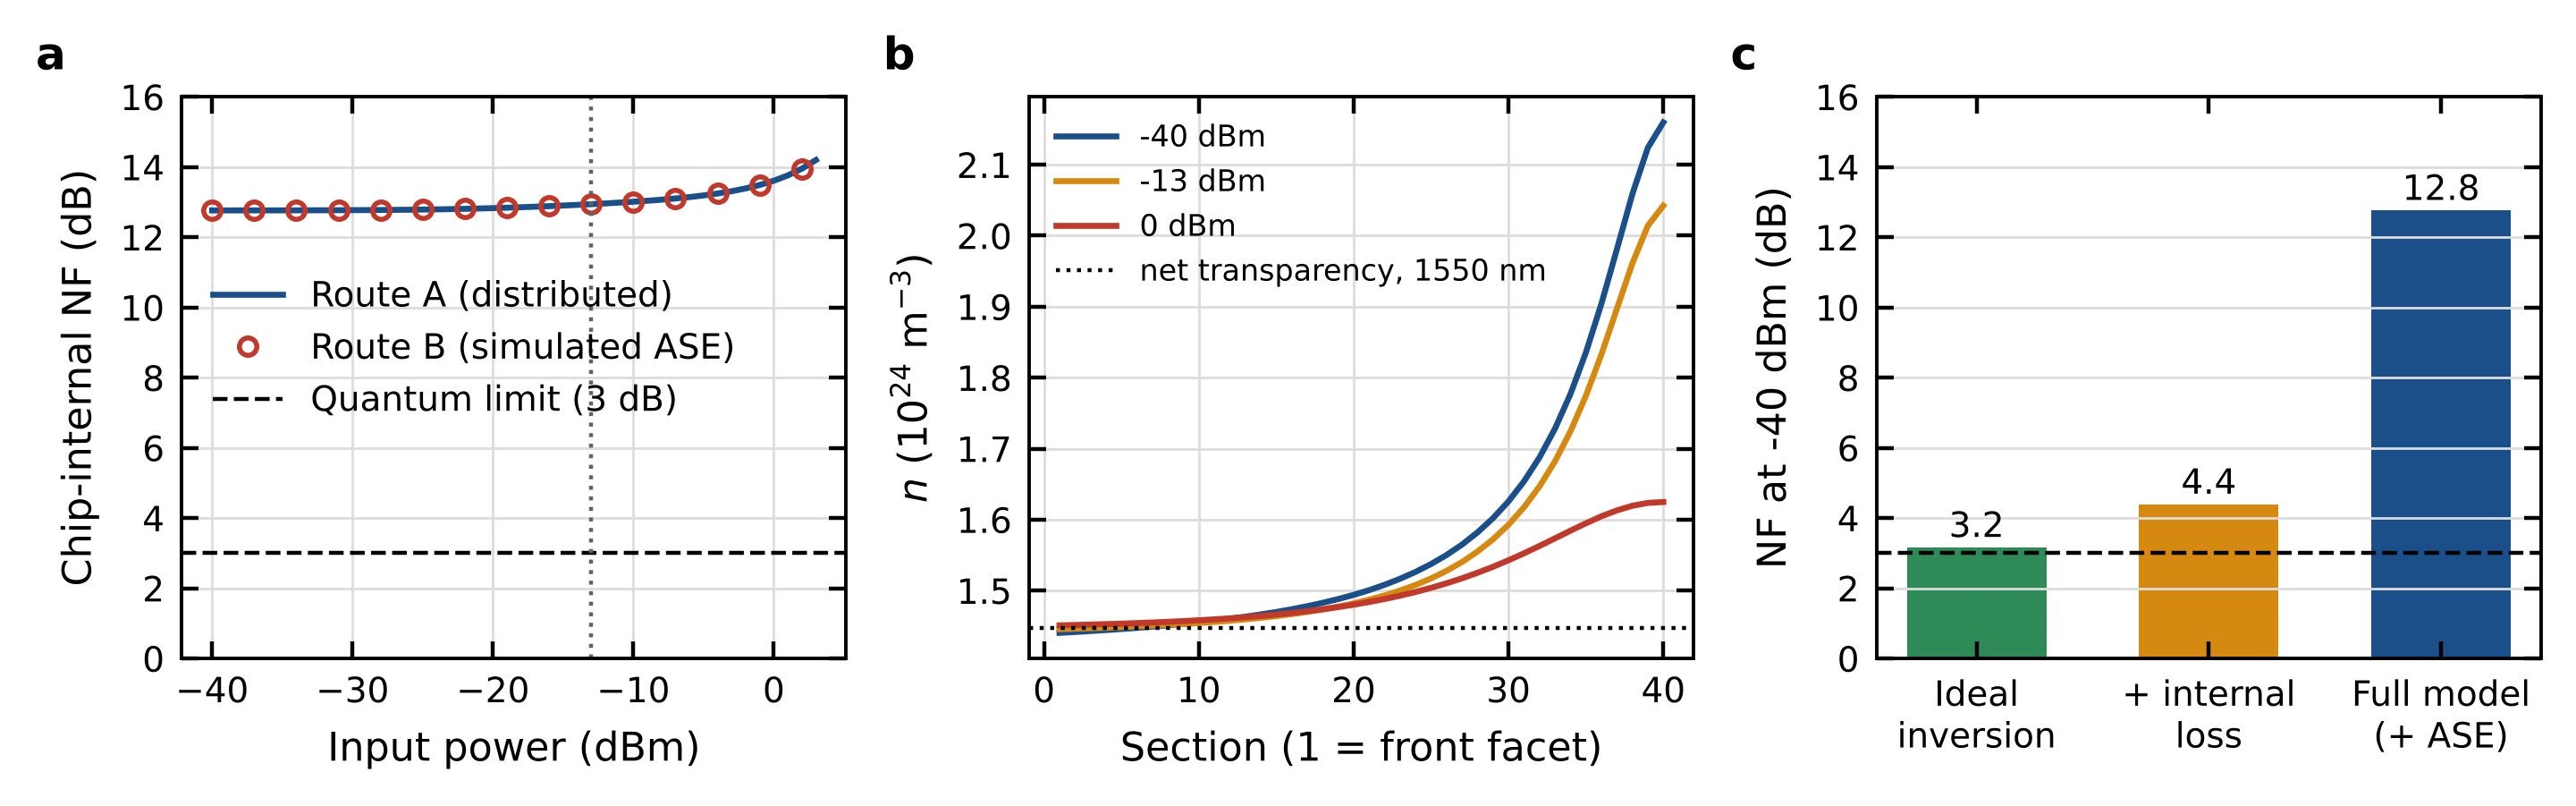 a
16
14
12
10
8
6
4
2
0
Chip-internal NF (dB)
Route A (distributed)
Route B (simulated ASE)
Quantum limit (3 dB)
−40 −30 −20 −10 0
Input power (dBm)
b
2.1
2.0
1.9
1.8
1.7
1.6
1.5
n (10²⁴ m⁻³)
-40 dBm
-13 dBm
0 dBm
net transparency, 1550 nm
0 10 20 30 40
Section (1 = front facet)
c
16
14
12
10
8
6
4
2
0
NF at -40 dBm (dB)
3.2
4.4
12.8
Ideal
inversion
+ internal
loss
Full model
(+ ASE)